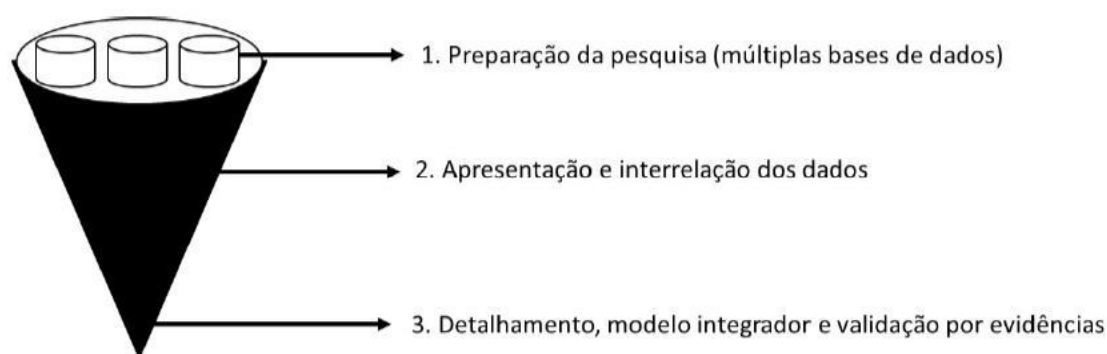 1. Preparação da pesquisa (múltiplas bases de dados)
2. Apresentação e interrelação dos dados
3. Detalhamento, modelo integrador e validação por evidências